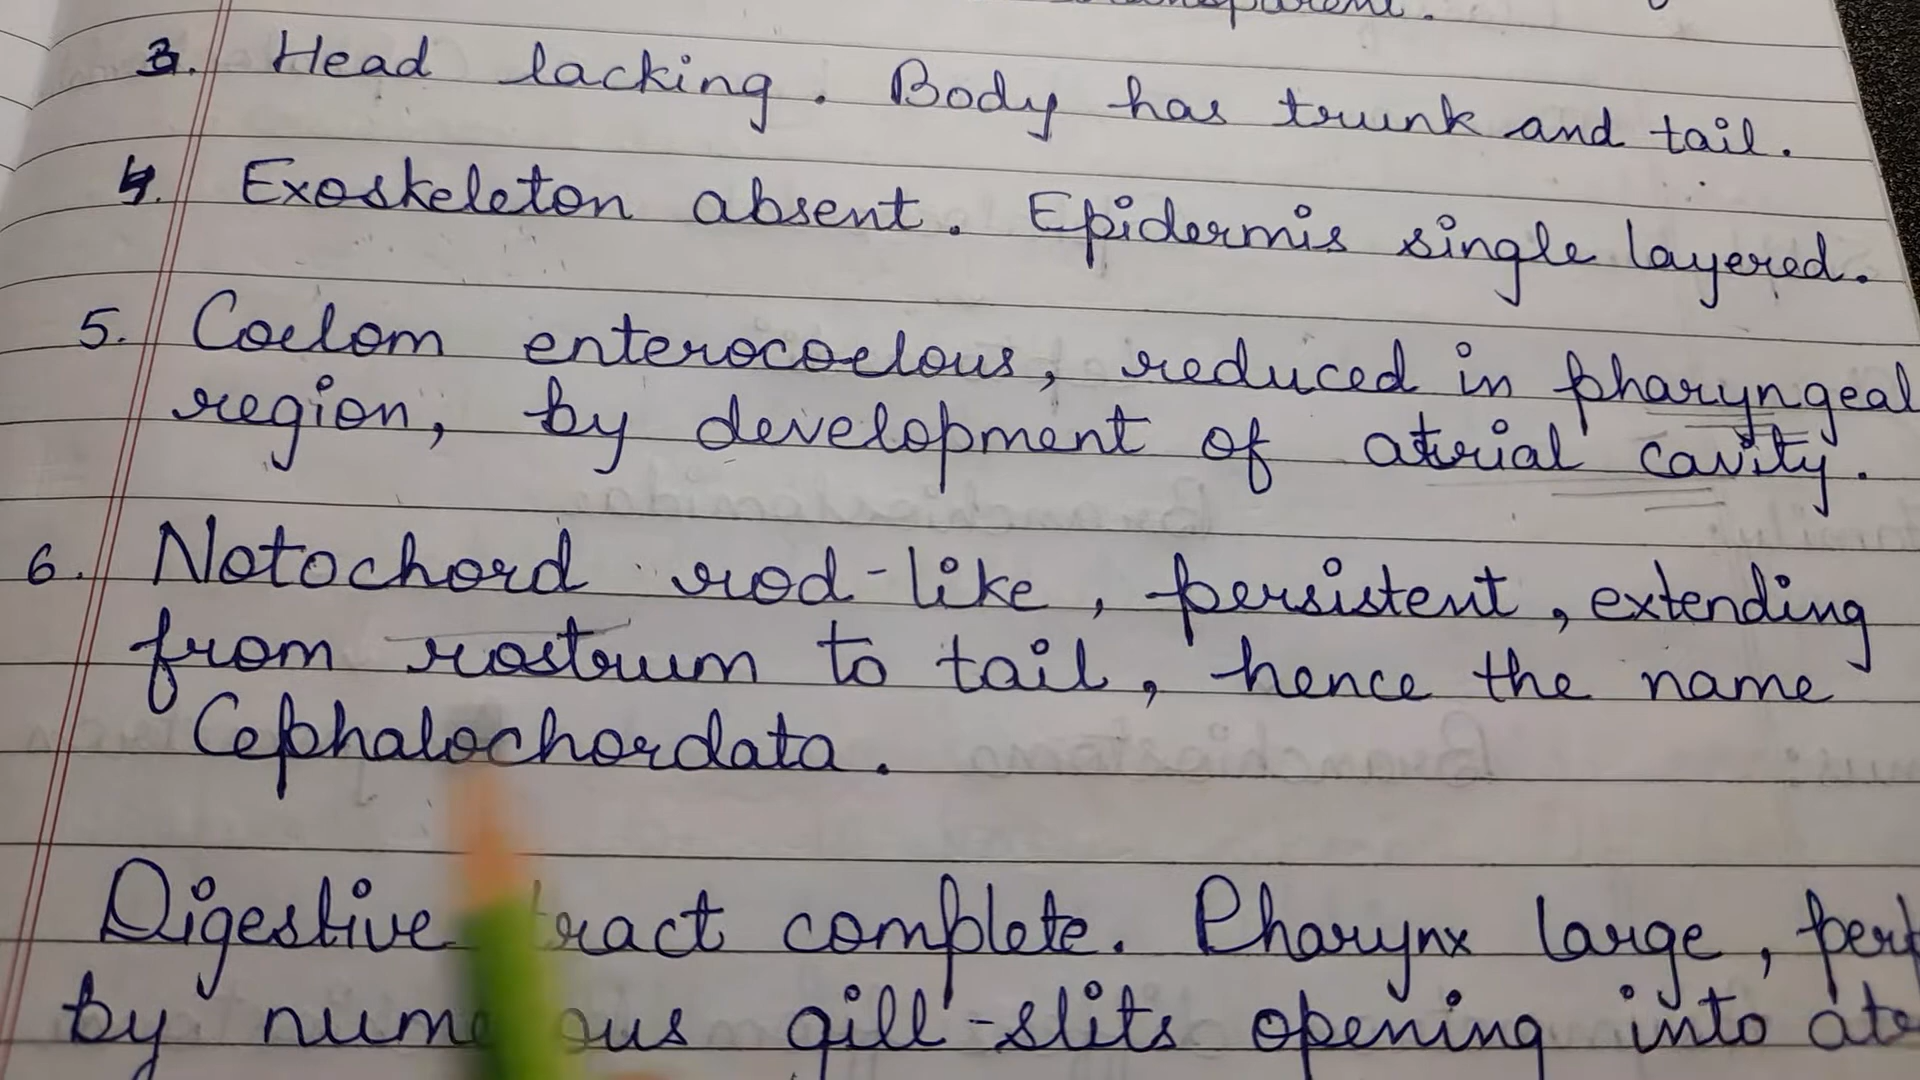 3. Head lacking. Body has trunk and tail.
4. Exoskeleton absent. Epidermis single layered.
5. Coelom enterocoelous, reduced in pharyngeal
region, by development of atrial cavity.
6. Notochord rod-like, persistent, extending
from rostrum to tail, hence the name
Cephalochordata.
Digestive tract complete. Pharynx large,
by numerous gill-slits opening into